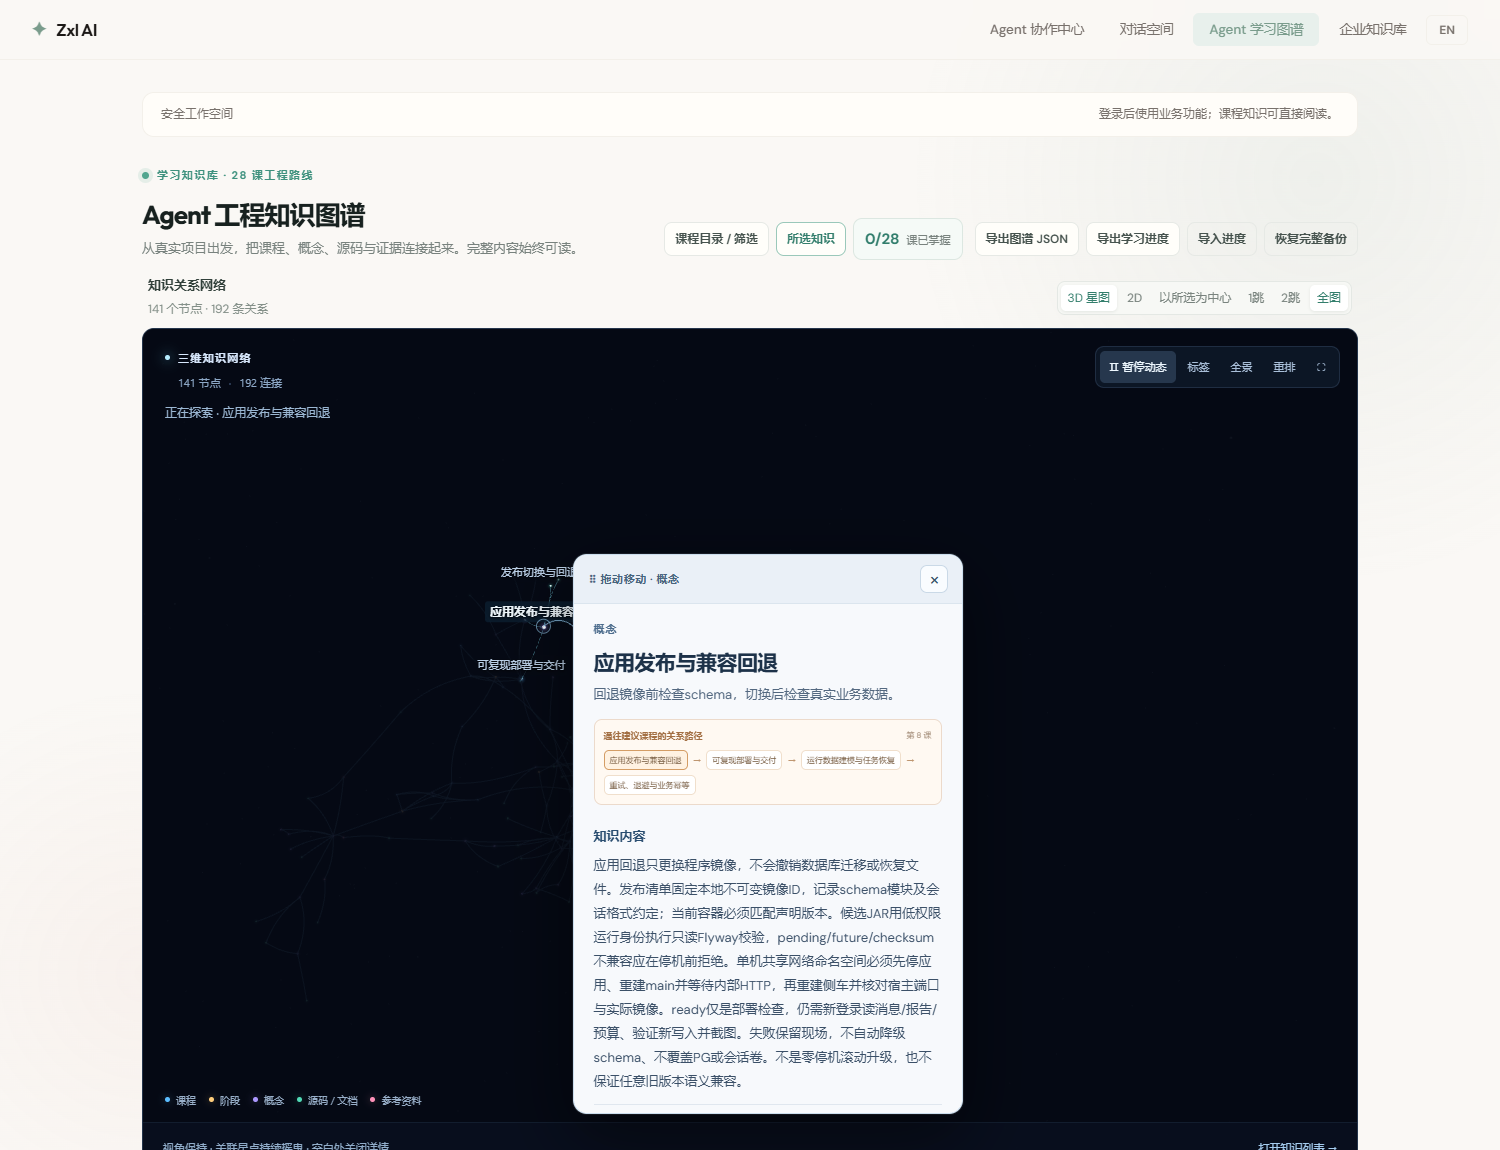 Zxl AI
Agent 协作中心
对话空间
Agent 学习图谱
企业知识库
EN
安全工作空间
登录后使用业务功能；课程知识可直接阅读。
学习知识库 · 28 课工程路线
Agent 工程知识图谱
从真实项目出发，把课程、概念、源码与证据连接起来。完整内容始终可读。
课程目录 / 筛选
所选知识
0/28 课已掌握
导出图谱 JSON
导出学习进度
导入进度
恢复完整备份
知识关系网络
141 个节点 · 192 条关系
3D 星图
2D
以所选为中心
1跳
2跳
全图
三维知识网络
141 节点 · 192 连接
正在探索 · 应用发布与兼容回退
暂停动态
标签
全景
重排
发布切换与回退
应用发布与兼容
可复现部署与交付
拖动移动 · 概念
×
概念
应用发布与兼容回退
回退镜像前检查schema，切换后检查真实业务数据。
通往建议课程的关系路径
第 8 课
应用发布与兼容回退 → 可复现部署与交付 → 运行数据建模与任务恢复 →
重试、退避与业务幂等
知识内容
应用回退只更换程序镜像，不会撤销数据库迁移或恢复文
件。发布清单固定本地不可变镜像ID，记录schema模块及会
话格式约定；当前容器必须匹配声明版本。候选JAR用低权限
运行身份执行只读Flyway校验，pending/future/checksum
不兼容应在停机前拒绝。单机共享网络命名空间必须先停应
用、重建main并等待内部HTTP，再重建侧车并核对宿主端口
与实际镜像。ready仅是部署检查，仍需新登录读消息/报告/
预算、验证新写入并截图。失败保留现场，不自动降级
schema、不覆盖PG或会话卷。不是零停机滚动升级，也不
保证任意旧版本语义兼容。
课程
阶段
概念
源码 / 文档
参考资料
视角保持 · 关联星点持续摇曳 · 空白处关闭详情
打开知识列表 →